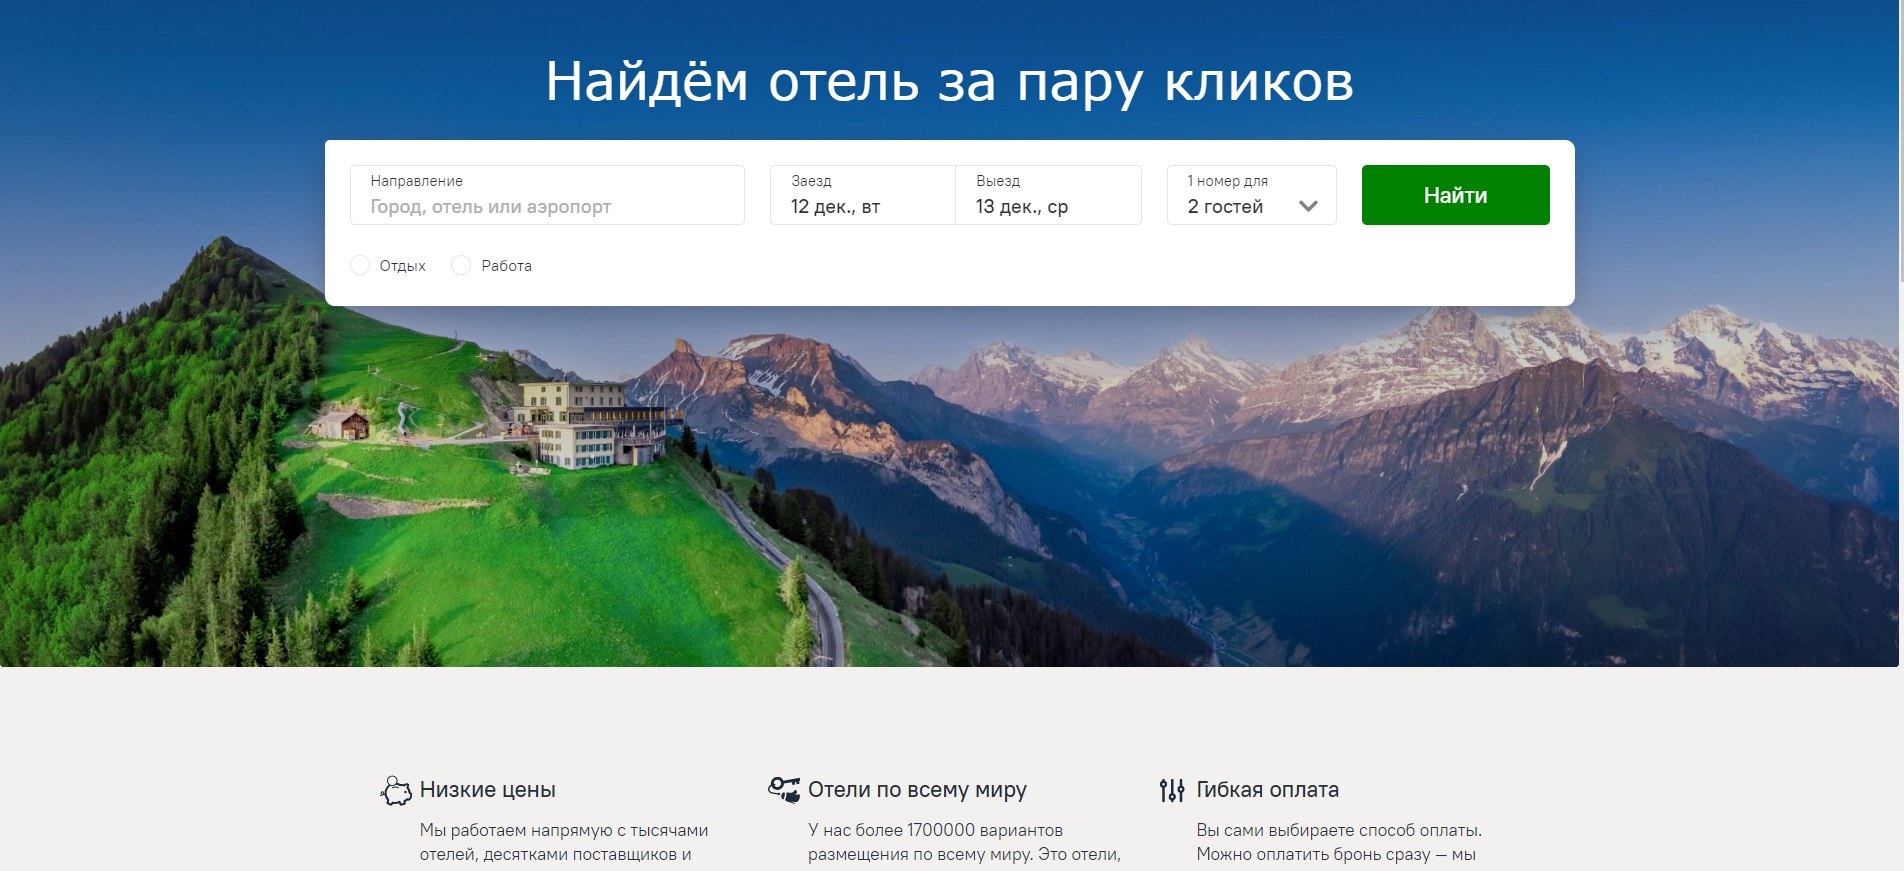 Найдём отель за пару кликов
Направление
Город, отель или аэропорт
Заезд
12 дек., вт
Выезд
13 дек., ср
1 номер для
2 гостей
Найти
Отдых
Работа
Низкие цены
Мы работаем напрямую с тысячами
отелей, десятками поставщиков и
Отели по всему миру
У нас более 1700000 вариантов
размещения по всему миру. Это отели,
Гибкая оплата
Вы сами выбираете способ оплаты.
Можно оплатить бронь сразу — мы